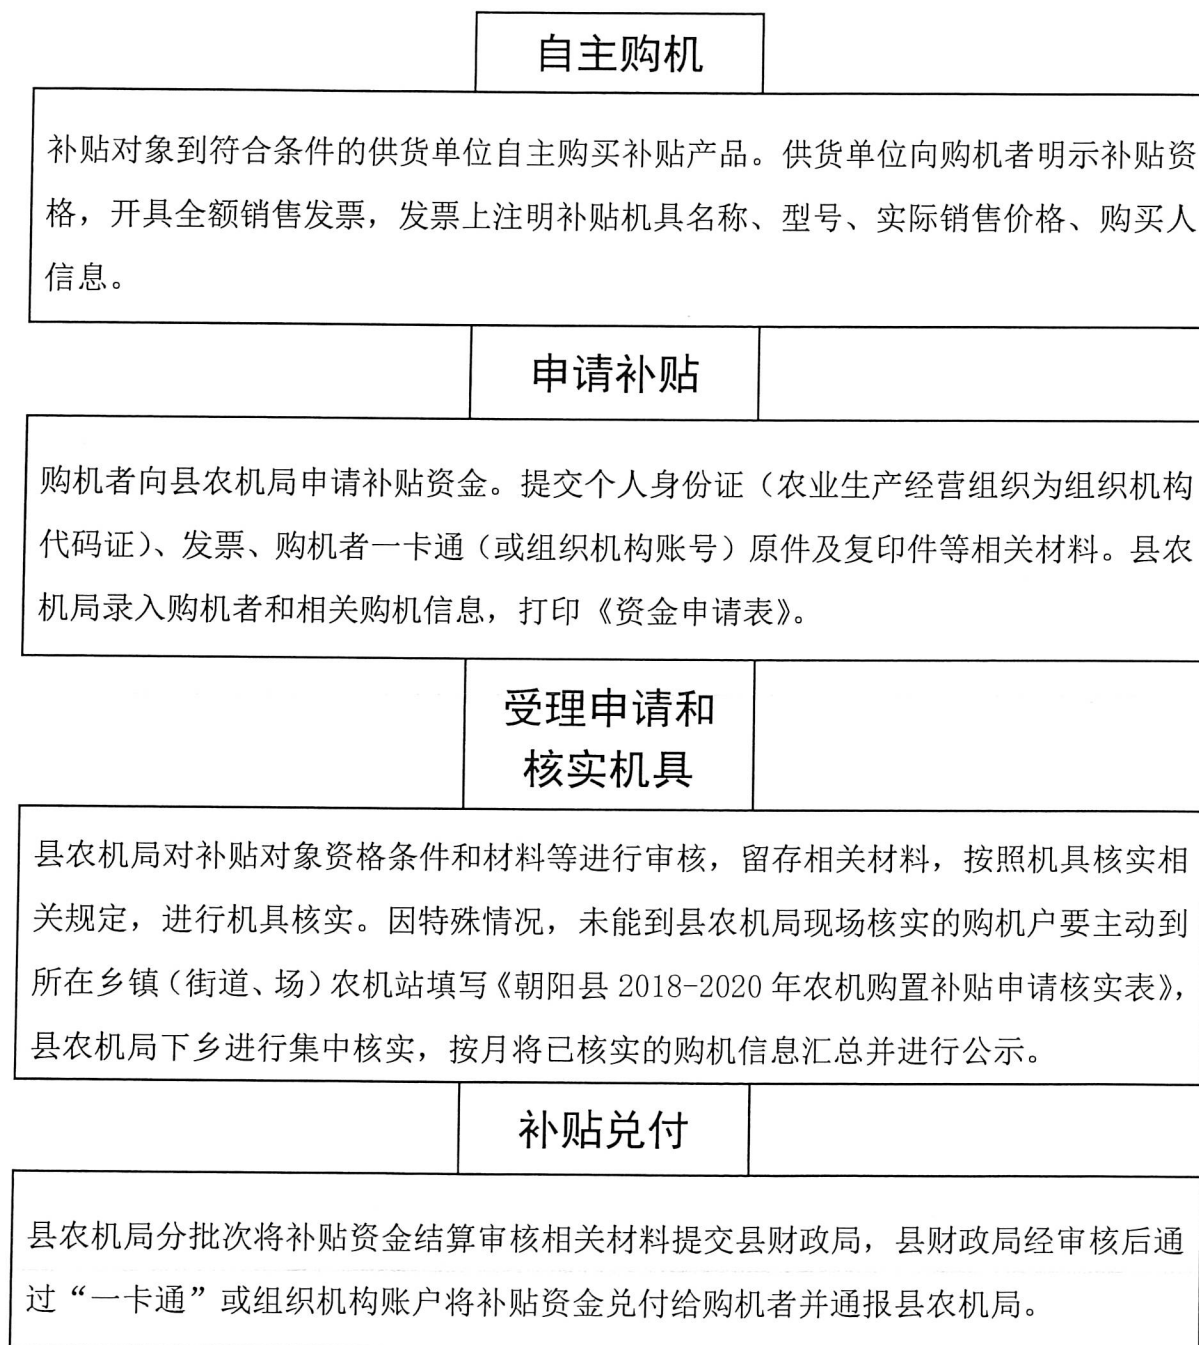 自主购机
补贴对象到符合条件的供货单位自主购买补贴产品。供货单位向购机者明示补贴资
格，开具全额销售发票，发票上注明补贴机具名称、型号、实际销售价格、购买人
信息。
申请补贴
购机者向县农机局申请补贴资金。提交个人身份证（农业生产经营组织为组织机构
代码证）、发票、购机者一卡通（或组织机构账号）原件及复印件等相关材料。县农
机局录入购机者和相关购机信息，打印《资金申请表》。
受理申请和
核实机具
县农机局对补贴对象资格条件和材料等进行审核，留存相关材料，按照机具核实相
关规定，进行机具核实。因特殊情况，未能到县农机局现场核实的购机户要主动到
所在乡镇（街道、场）农机站填写《朝阳县 2018-2020 年农机购置补贴申请核实表》，
县农机局下乡进行集中核实，按月将已核实的购机信息汇总并进行公示。
补贴兑付
县农机局分批次将补贴资金结算审核相关材料提交县财政局，县财政局经审核后通
过“一卡通”或组织机构账户将补贴资金兑付给购机者并通报县农机局。